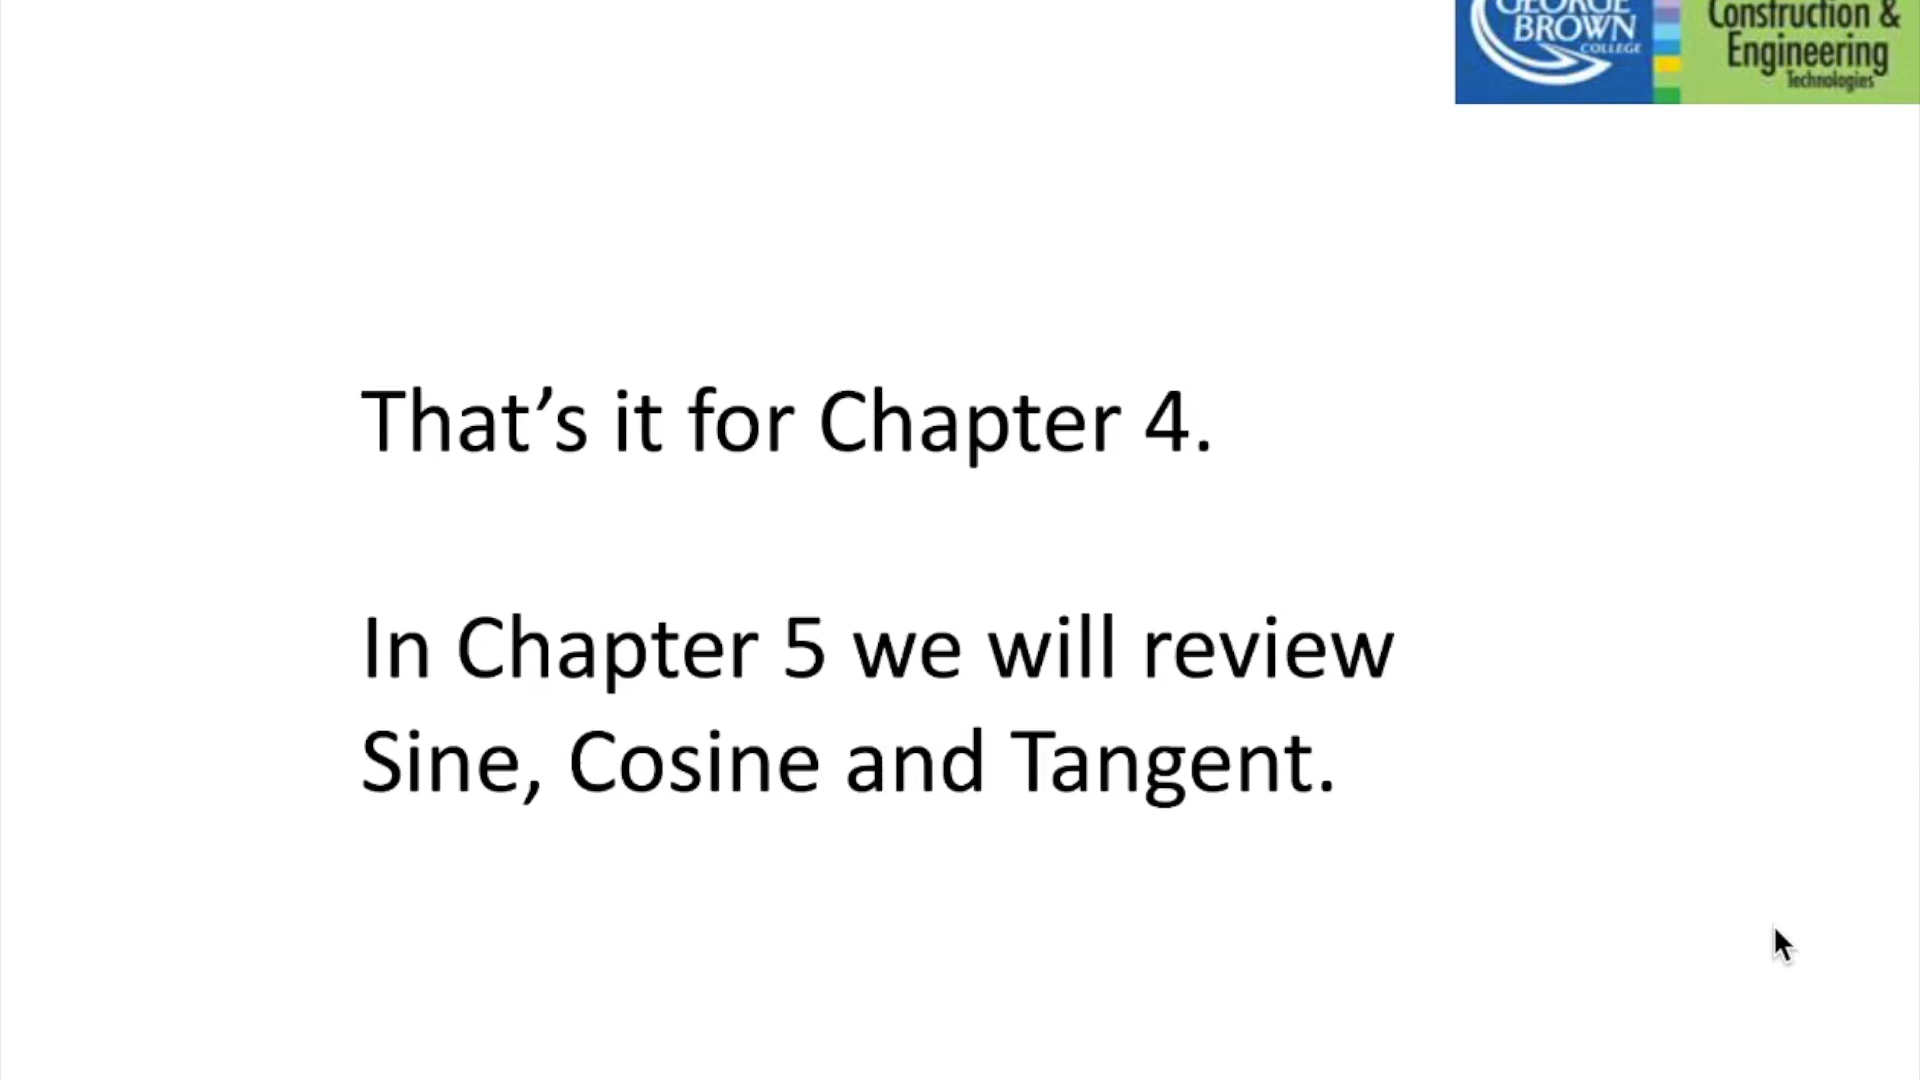 GEORGE
BROWN
COLLEGE
Construction &
Engineering
Technologies
That’s it for Chapter 4.
In Chapter 5 we will review
Sine, Cosine and Tangent.